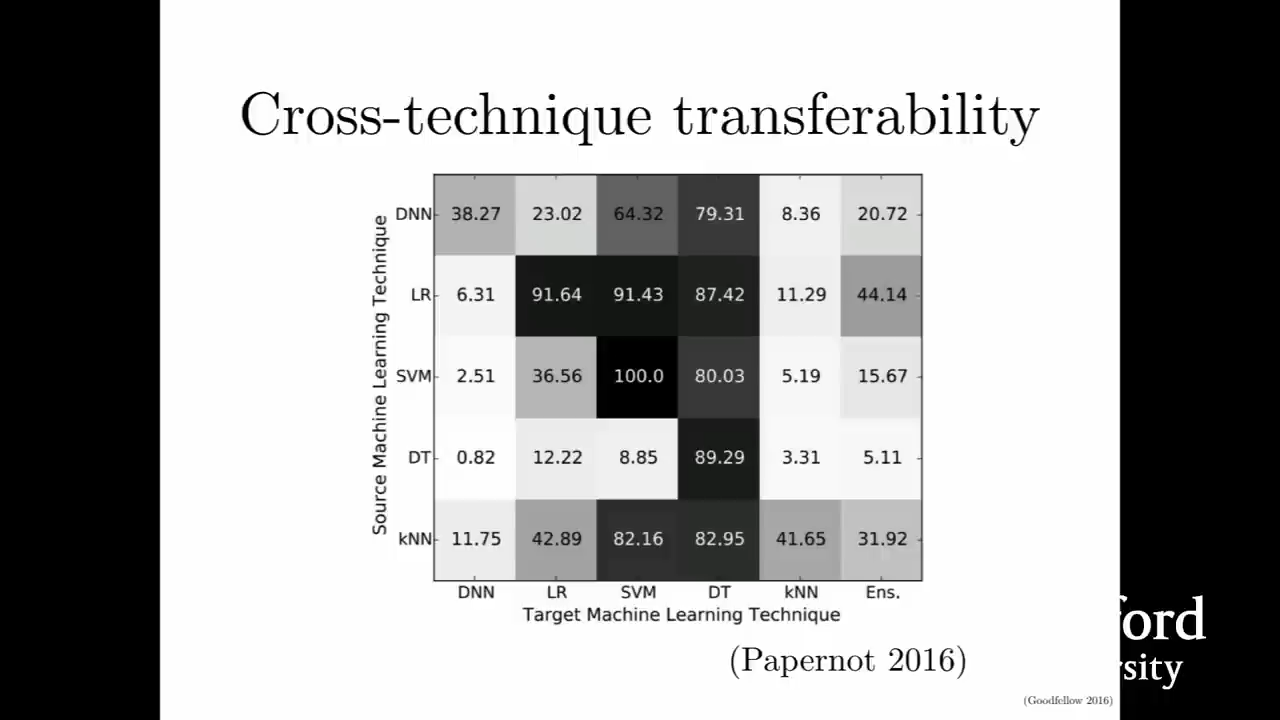 Cross-technique transferability
Source Machine Learning Technique
DNN 38.27 23.02 64.32 79.31 8.36 20.72
LR 6.31 91.64 91.43 87.42 11.29 44.14
SVM 2.51 36.56 100.0 80.03 5.19 15.67
DT 0.82 12.22 8.85 89.29 3.31 5.11
kNN 11.75 42.89 82.16 82.95 41.65 31.92
DNN LR SVM DT kNN Ens.
Target Machine Learning Technique
(Papernot 2016)
(Goodfellow 2016)
ford
rsity